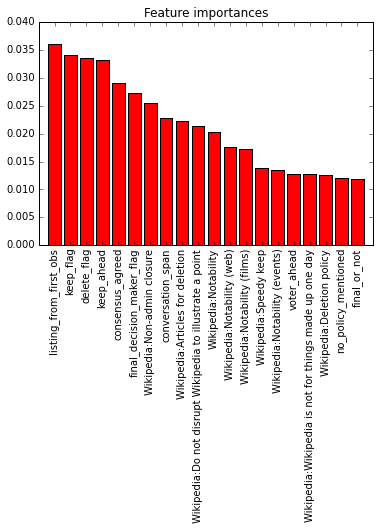 Feature importances
0.040
0.035
0.030
0.025
0.020
0.015
0.010
0.005
0.000
listing_from_first_obs
keep_flag
delete_flag
keep_ahead
consensus_agreed
final_decision_maker_flag
Wikipedia:Non-admin closure
conversation_span
Wikipedia:Articles for deletion
Wikipedia:Do not disrupt Wikipedia to illustrate a point
Wikipedia:Notability
Wikipedia:Notability (web)
Wikipedia:Notability (films)
Wikipedia:Speedy keep
Wikipedia:Notability (events)
voter_ahead
Wikipedia:Wikipedia is not for things made up one day
Wikipedia:Deletion policy
no_policy_mentioned
final_or_not